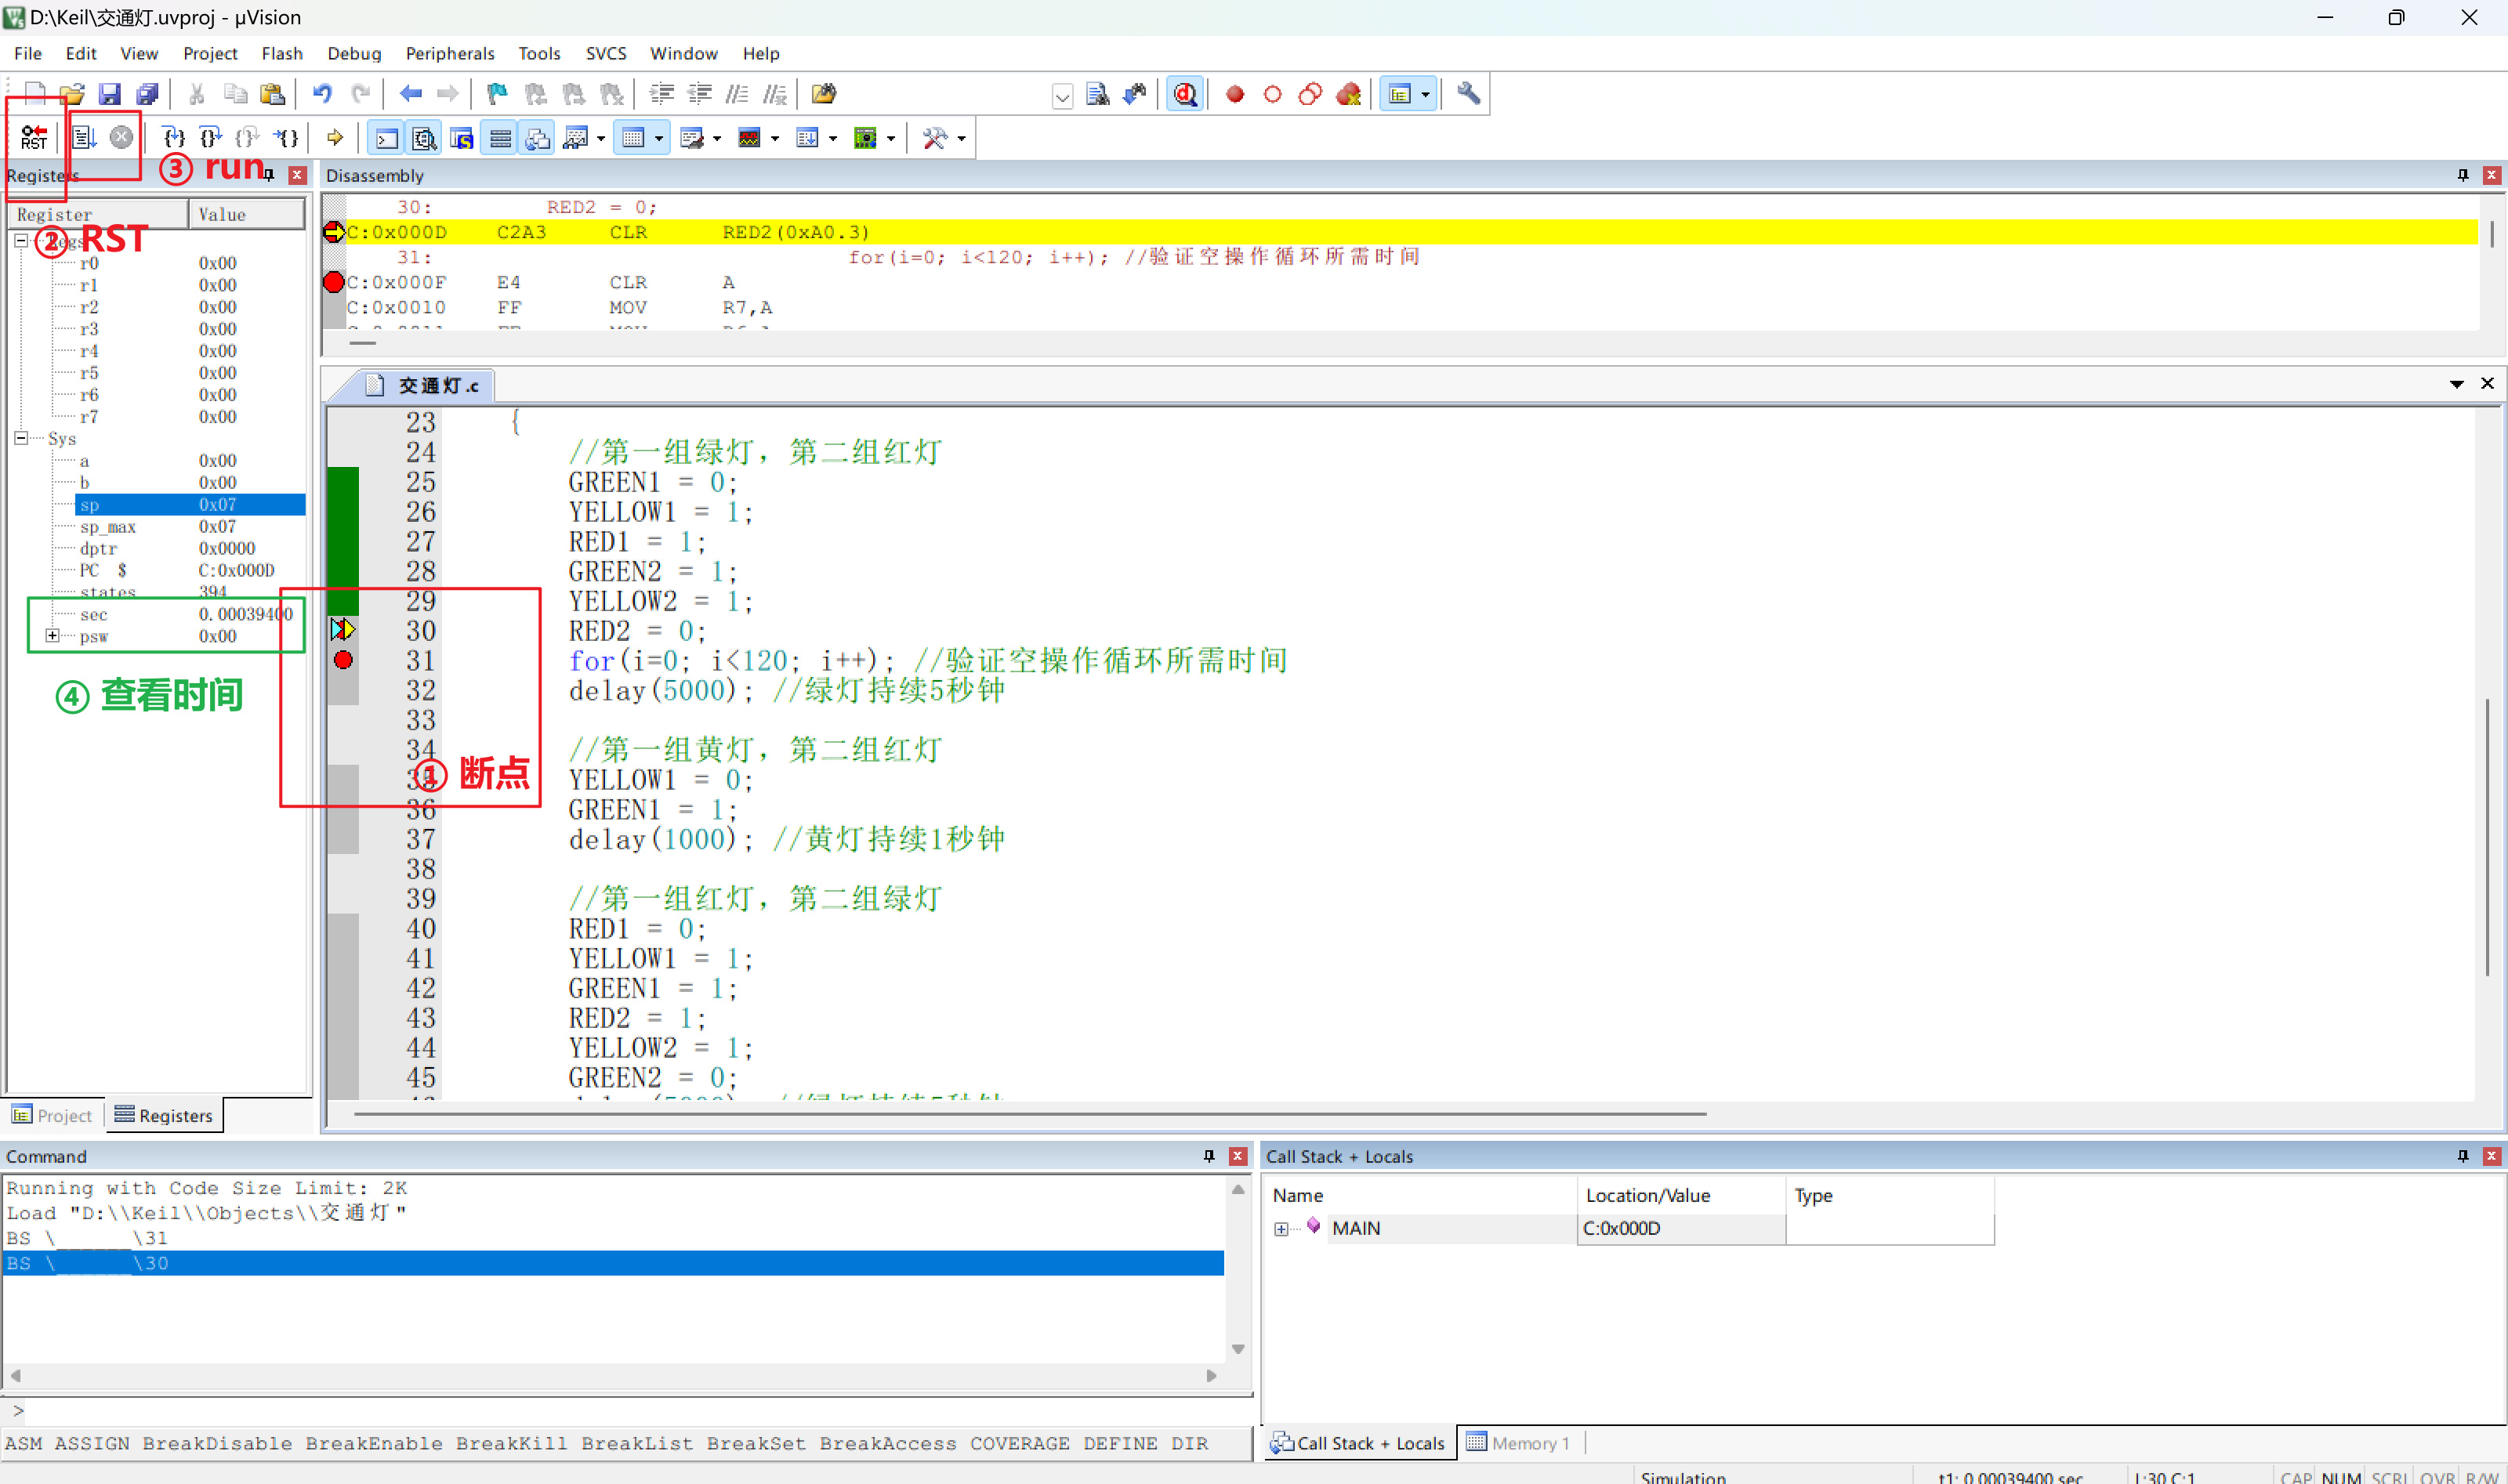 D:\Keil\交通灯.uvproj - µVision
File Edit View Project Flash Debug Peripherals Tools SVCS Window Help
RST
③ run
Registers
Disassembly
Register Value
② RST
Regs
r0 0x00
r1 0x00
r2 0x00
r3 0x00
r4 0x00
r5 0x00
r6 0x00
r7 0x00
Sys
a 0x00
b 0x00
sp 0x07
sp_max 0x07
dptr 0x0000
PC $ C:0x000D
states 394
sec 0.00039400
psw 0x00
④ 查看时间
30: RED2 = 0;
C:0x000D C2A3 CLR RED2(0xA0.3)
31: for(i=0; i<120; i++); //验证空操作循环所需时间
C:0x000F E4 CLR A
C:0x0010 FF MOV R7,A
交通灯.c
23 {
24 //第一组绿灯，第二组红灯
25 GREEN1 = 0;
26 YELLOW1 = 1;
27 RED1 = 1;
28 GREEN2 = 1;
29 YELLOW2 = 1;
30 RED2 = 0;
31 for(i=0; i<120; i++); //验证空操作循环所需时间
32 delay(5000); //绿灯持续5秒钟
33
34 //第一组黄灯，第二组红灯
35 YELLOW1 = 0;
① 断点
36 GREEN1 = 1;
37 delay(1000); //黄灯持续1秒钟
38
39 //第一组红灯，第二组绿灯
40 RED1 = 0;
41 YELLOW1 = 1;
42 GREEN1 = 1;
43 RED2 = 1;
44 YELLOW2 = 1;
45 GREEN2 = 0;
Project Registers
Command
Running with Code Size Limit: 2K
Load "D:\\Keil\\Objects\\交通灯"
BS \______\31
BS \______\30
>
ASM ASSIGN BreakDisable BreakEnable BreakKill BreakList BreakSet BreakAccess COVERAGE DEFINE DIR
Call Stack + Locals
Name Location/Value Type
MAIN C:0x000D
Call Stack + Locals Memory 1
Simulation t1: 0.00039400 sec L:30 C:1 CAP NUM SCRL OVR R/W